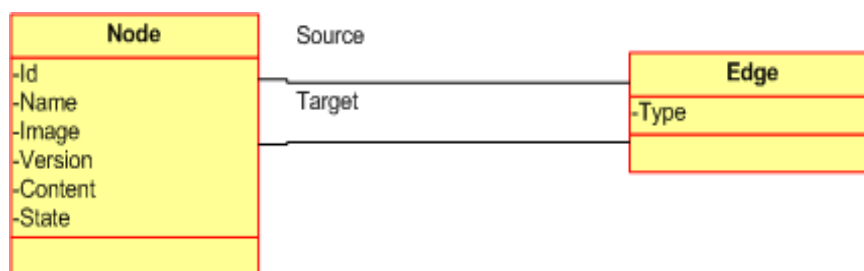 Node
-Id
-Name
-Image
-Version
-Content
-State
Source
Target
Edge
-Type